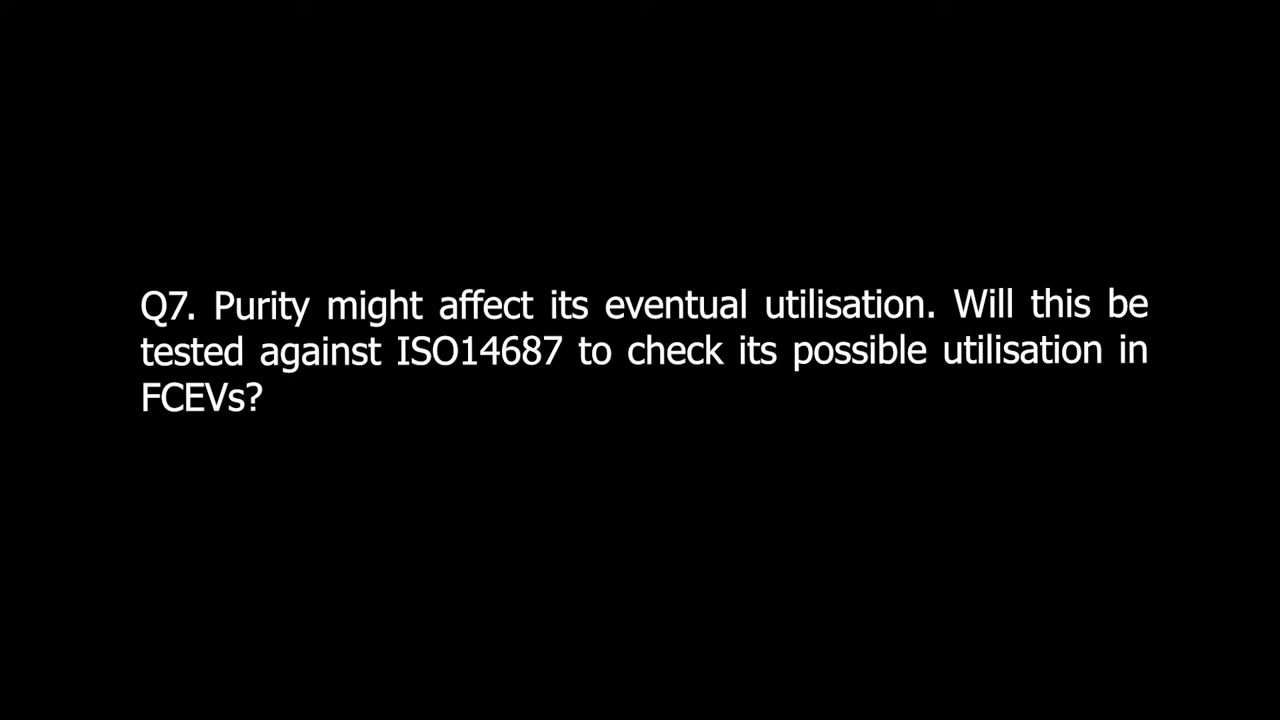 Q7. Purity might affect its eventual utilisation. Will this be
tested against ISO14687 to check its possible utilisation in
FCEVs?